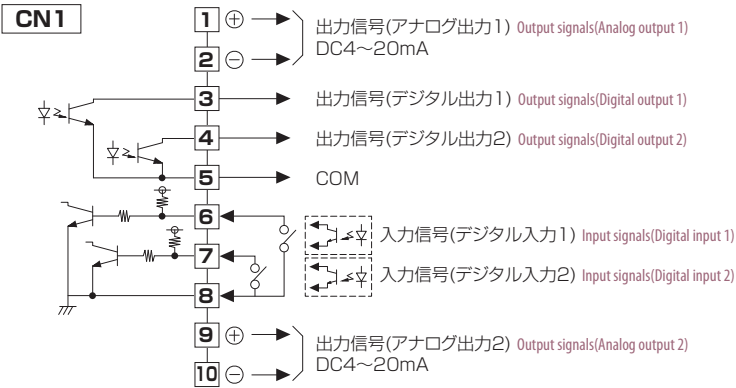 CN1
1 ⊕ 出力信号(アナログ出力1) Output signals(Analog output 1)
DC4～20mA
2 ⊖
3 出力信号(デジタル出力1) Output signals(Digital output 1)
4 出力信号(デジタル出力2) Output signals(Digital output 2)
5 COM
6 入力信号(デジタル入力1) Input signals(Digital input 1)
7 入力信号(デジタル入力2) Input signals(Digital input 2)
8
9 ⊕ 出力信号(アナログ出力2) Output signals(Analog output 2)
DC4～20mA
10 ⊖